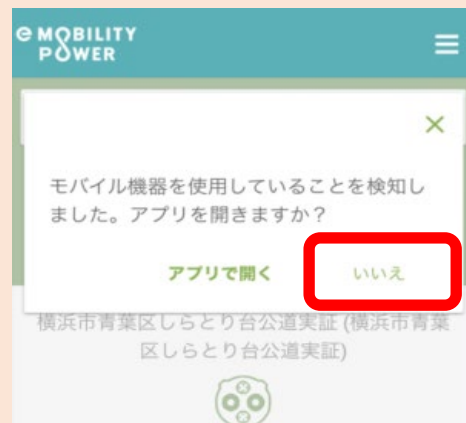 e MOBILITY
POWER
モバイル機器を使用していることを検知し
ました。アプリを開きますか？
アプリで開く いいえ
横浜市青葉区しらとり台公道実証 (横浜市青葉
区しらとり台公道実証)